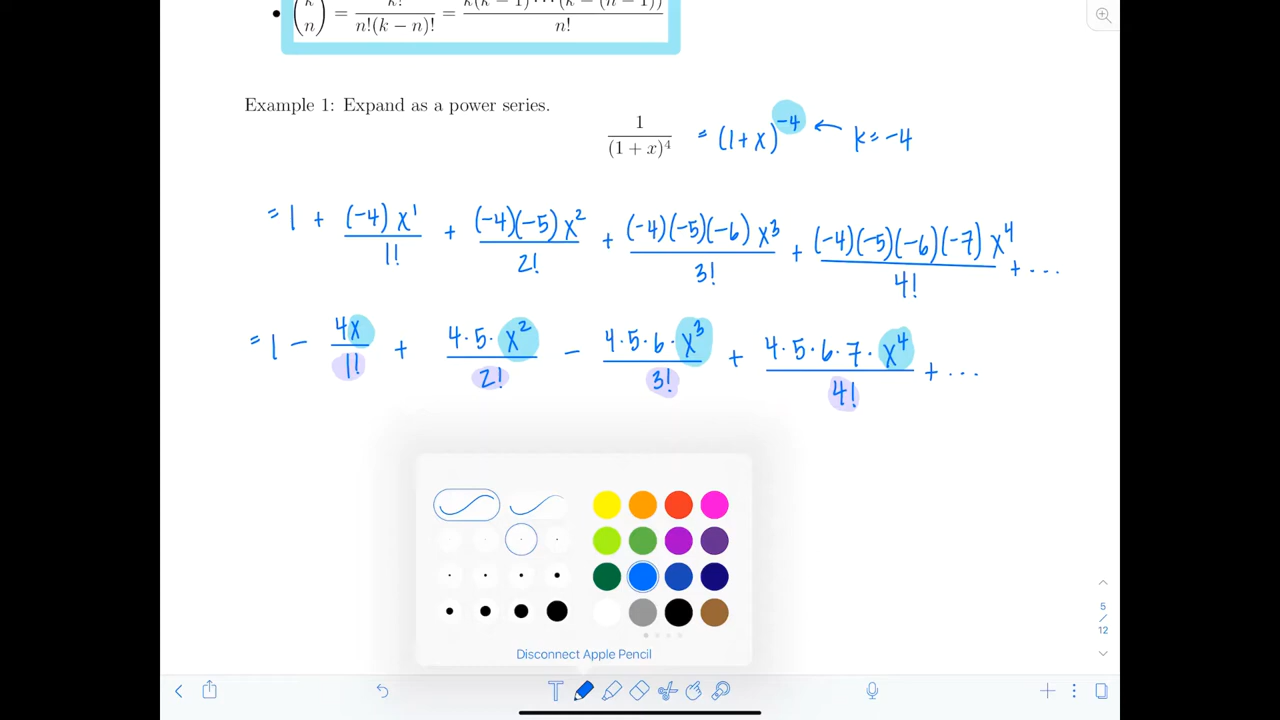 • (k n) = k!/n!(k − n)! = k(k − 1)⋯(k − (n − 1))/n!
Example 1: Expand as a power series.
1/(1 + x)^4 = (1+x)^-4 ← k=-4
= 1 + (-4)x^1/1! + (-4)(-5)x^2/2! + (-4)(-5)(-6)x^3/3! + (-4)(-5)(-6)(-7)x^4/4! + ...
= 1 - 4x/1! + 4·5·x^2/2! - 4·5·6·x^3/3! + 4·5·6·7·x^4/4! + ...
Disconnect Apple Pencil
5
/
12
T